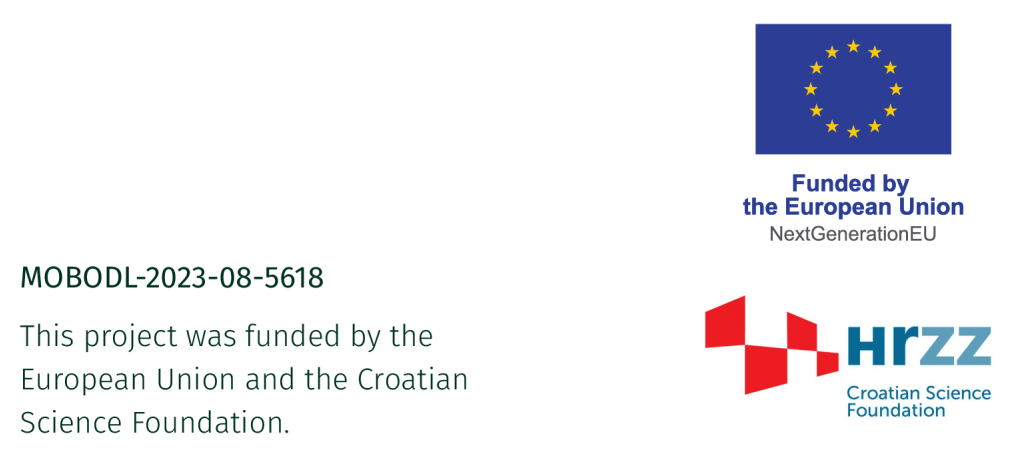 Funded by
the European Union
NextGenerationEU
MOBODL-2023-08-5618
This project was funded by the
European Union and the Croatian
Science Foundation.
Hrzz
Croatian Science
Foundation